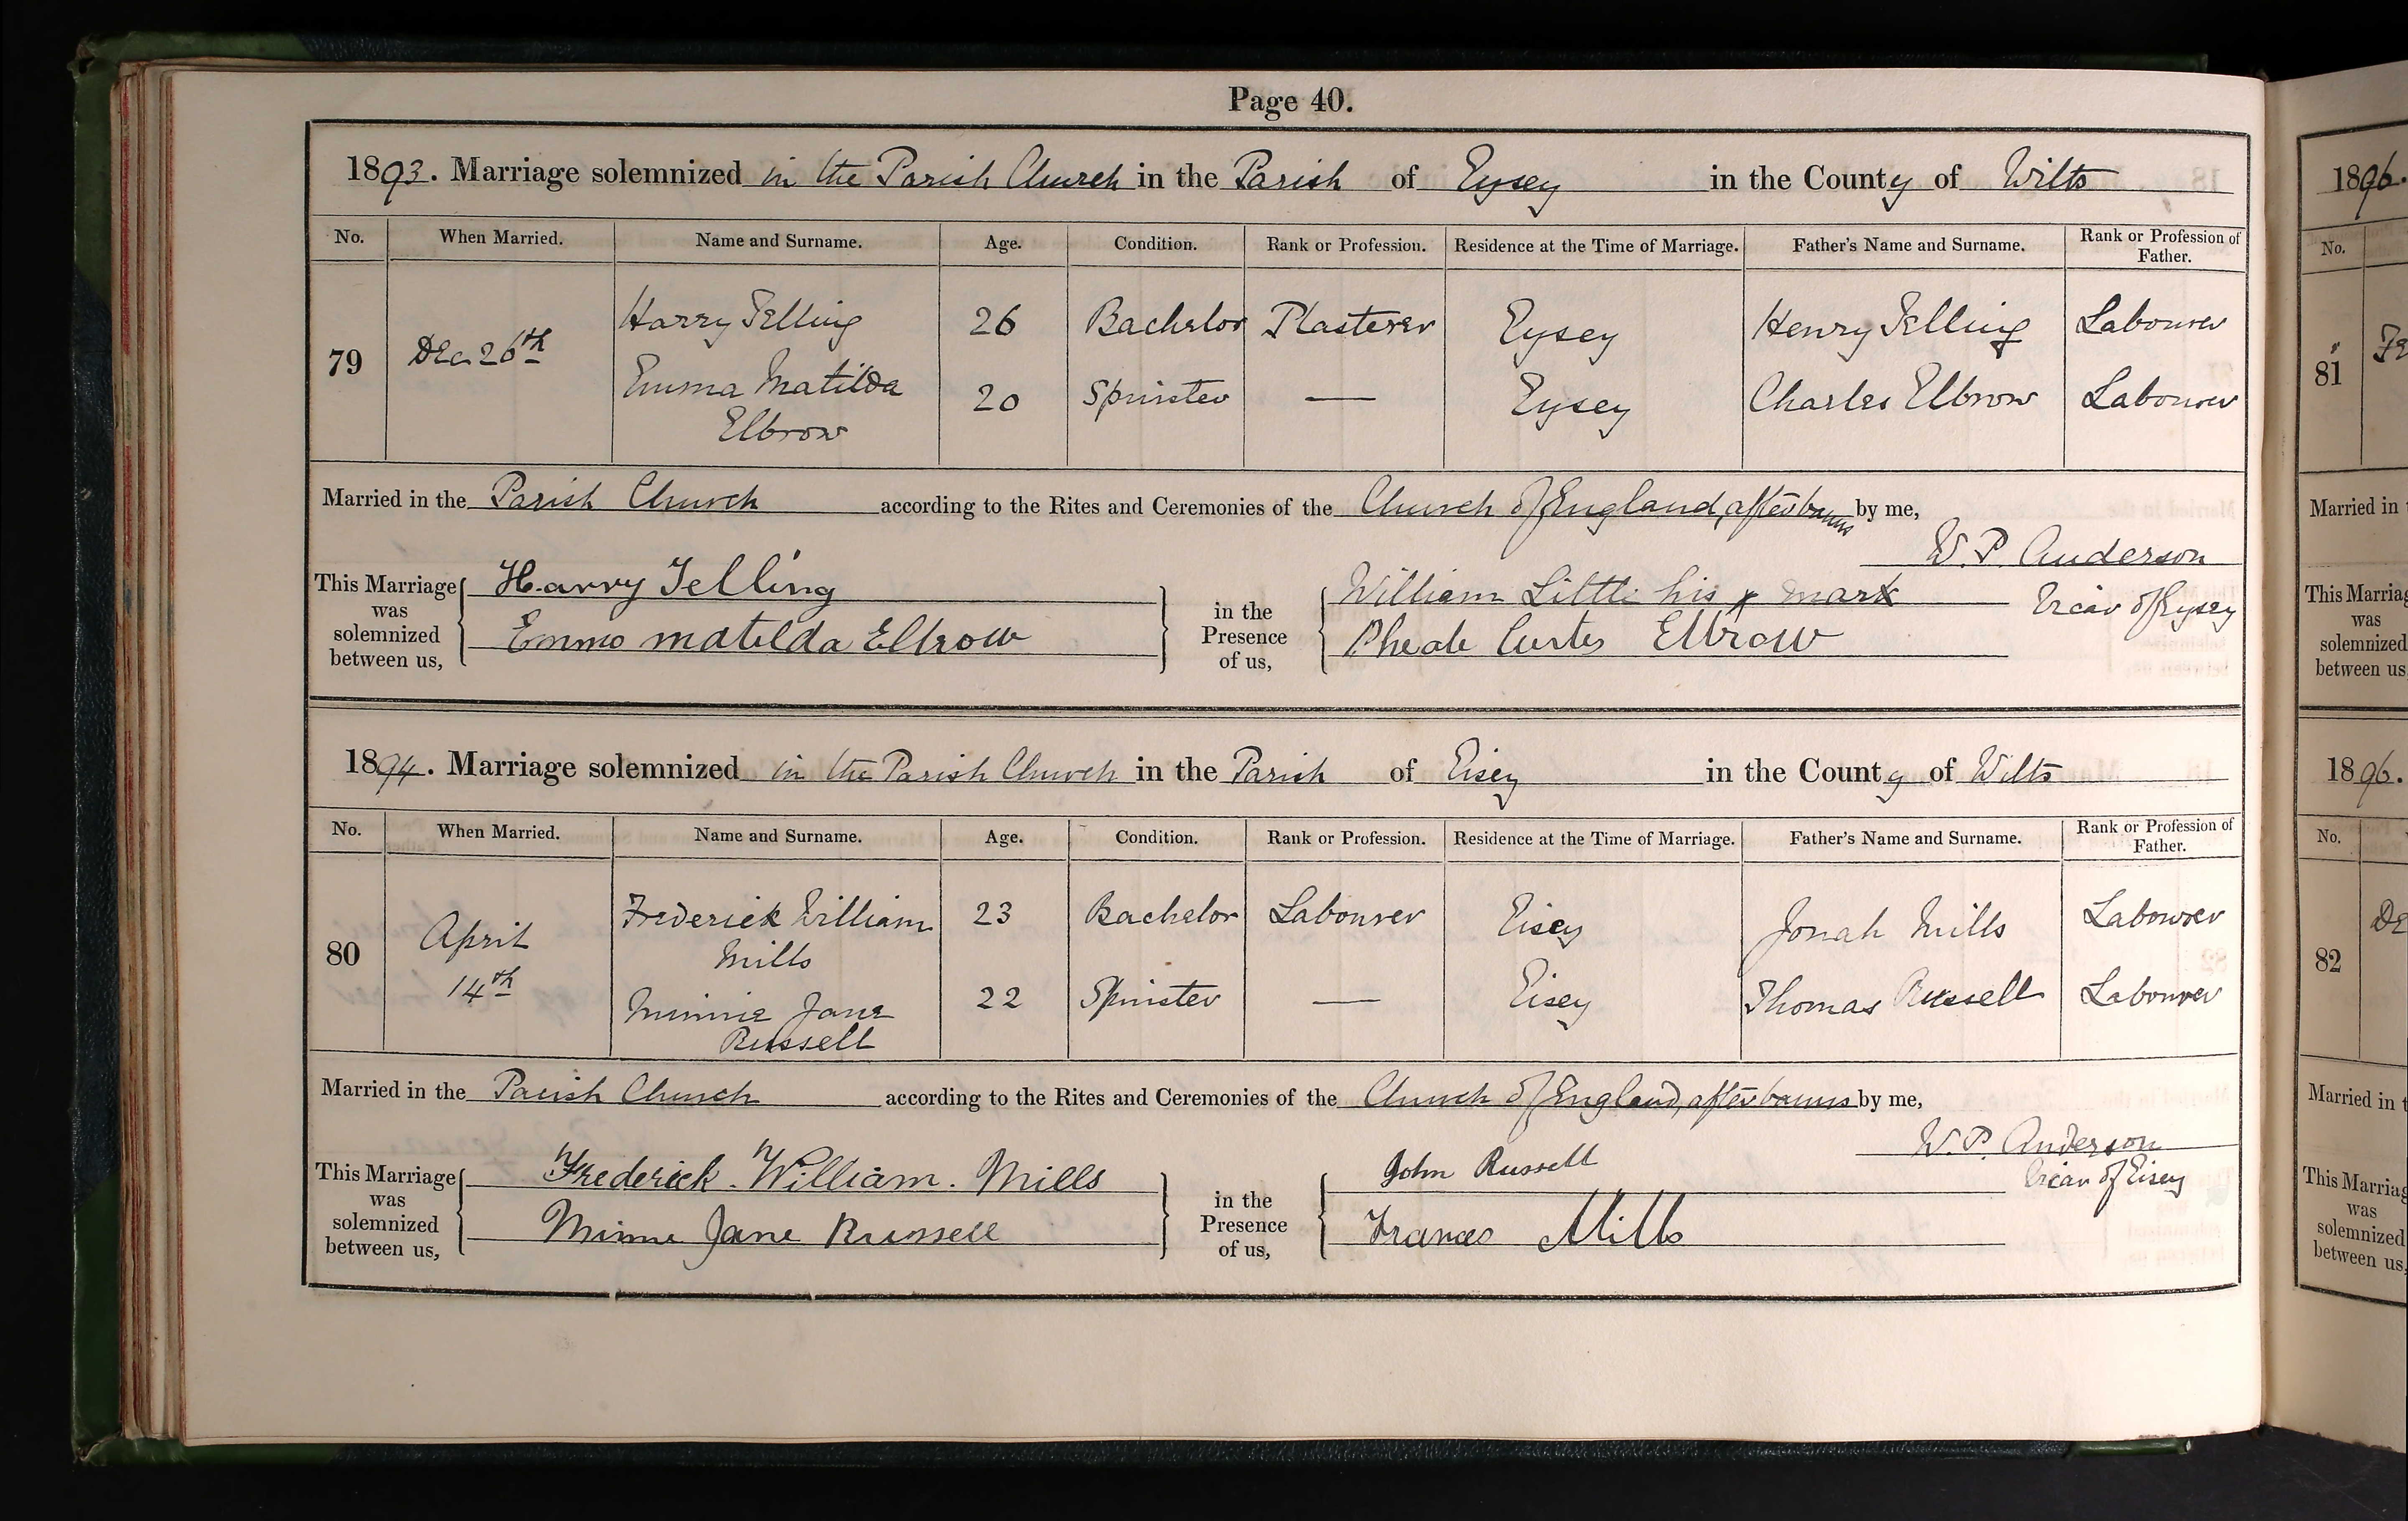 Page 40.
1893. Marriage solemnized in the Parish Church in the Parish of Eysey in the County of Wilts
No. When Married. Name and Surname. Age. Condition. Rank or Profession. Residence at the Time of Marriage. Father's Name and Surname. Rank or Profession of Father.
79 Dec. 26th Harry Telling 26 Bachelor Plasterer Eysey Henry Telling Labourer
Emma Matilda Elbrow 20 Spinster — Eysey Charles Elbrow Labourer
Married in the Parish Church according to the Rites and Ceremonies of the Church of England, after banns by me,
W. P. Anderson
Vicar of Eysey
This Marriage was solemnized between us, Harry Telling
Emma matilda Elbrow
in the Presence of us, William Little his x mark
Elbrow
1894. Marriage solemnized in the Parish Church in the Parish of Eisey in the County of Wilts
No. When Married. Name and Surname. Age. Condition. Rank or Profession. Residence at the Time of Marriage. Father's Name and Surname. Rank or Profession of Father.
80 April 14th Frederick William Mills 23 Bachelor Labourer Eisey Jonah Mills Labourer
Minnie Jane Russell 22 Spinster — Eisey Thomas Russell Labourer
Married in the Parish Church according to the Rites and Ceremonies of the Church of England, after banns by me,
W. P. Anderson
Vicar of Eisey
This Marriage was solemnized between us, Frederick. William. Mills
Minnie Jane Russell
in the Presence of us, John Russell
Frances Mills
1896.
No.
81
Married in
This Marriag
was
solemnized
between us
1896.
No.
82
Married in t
This Marriag
was
solemnized
between us,